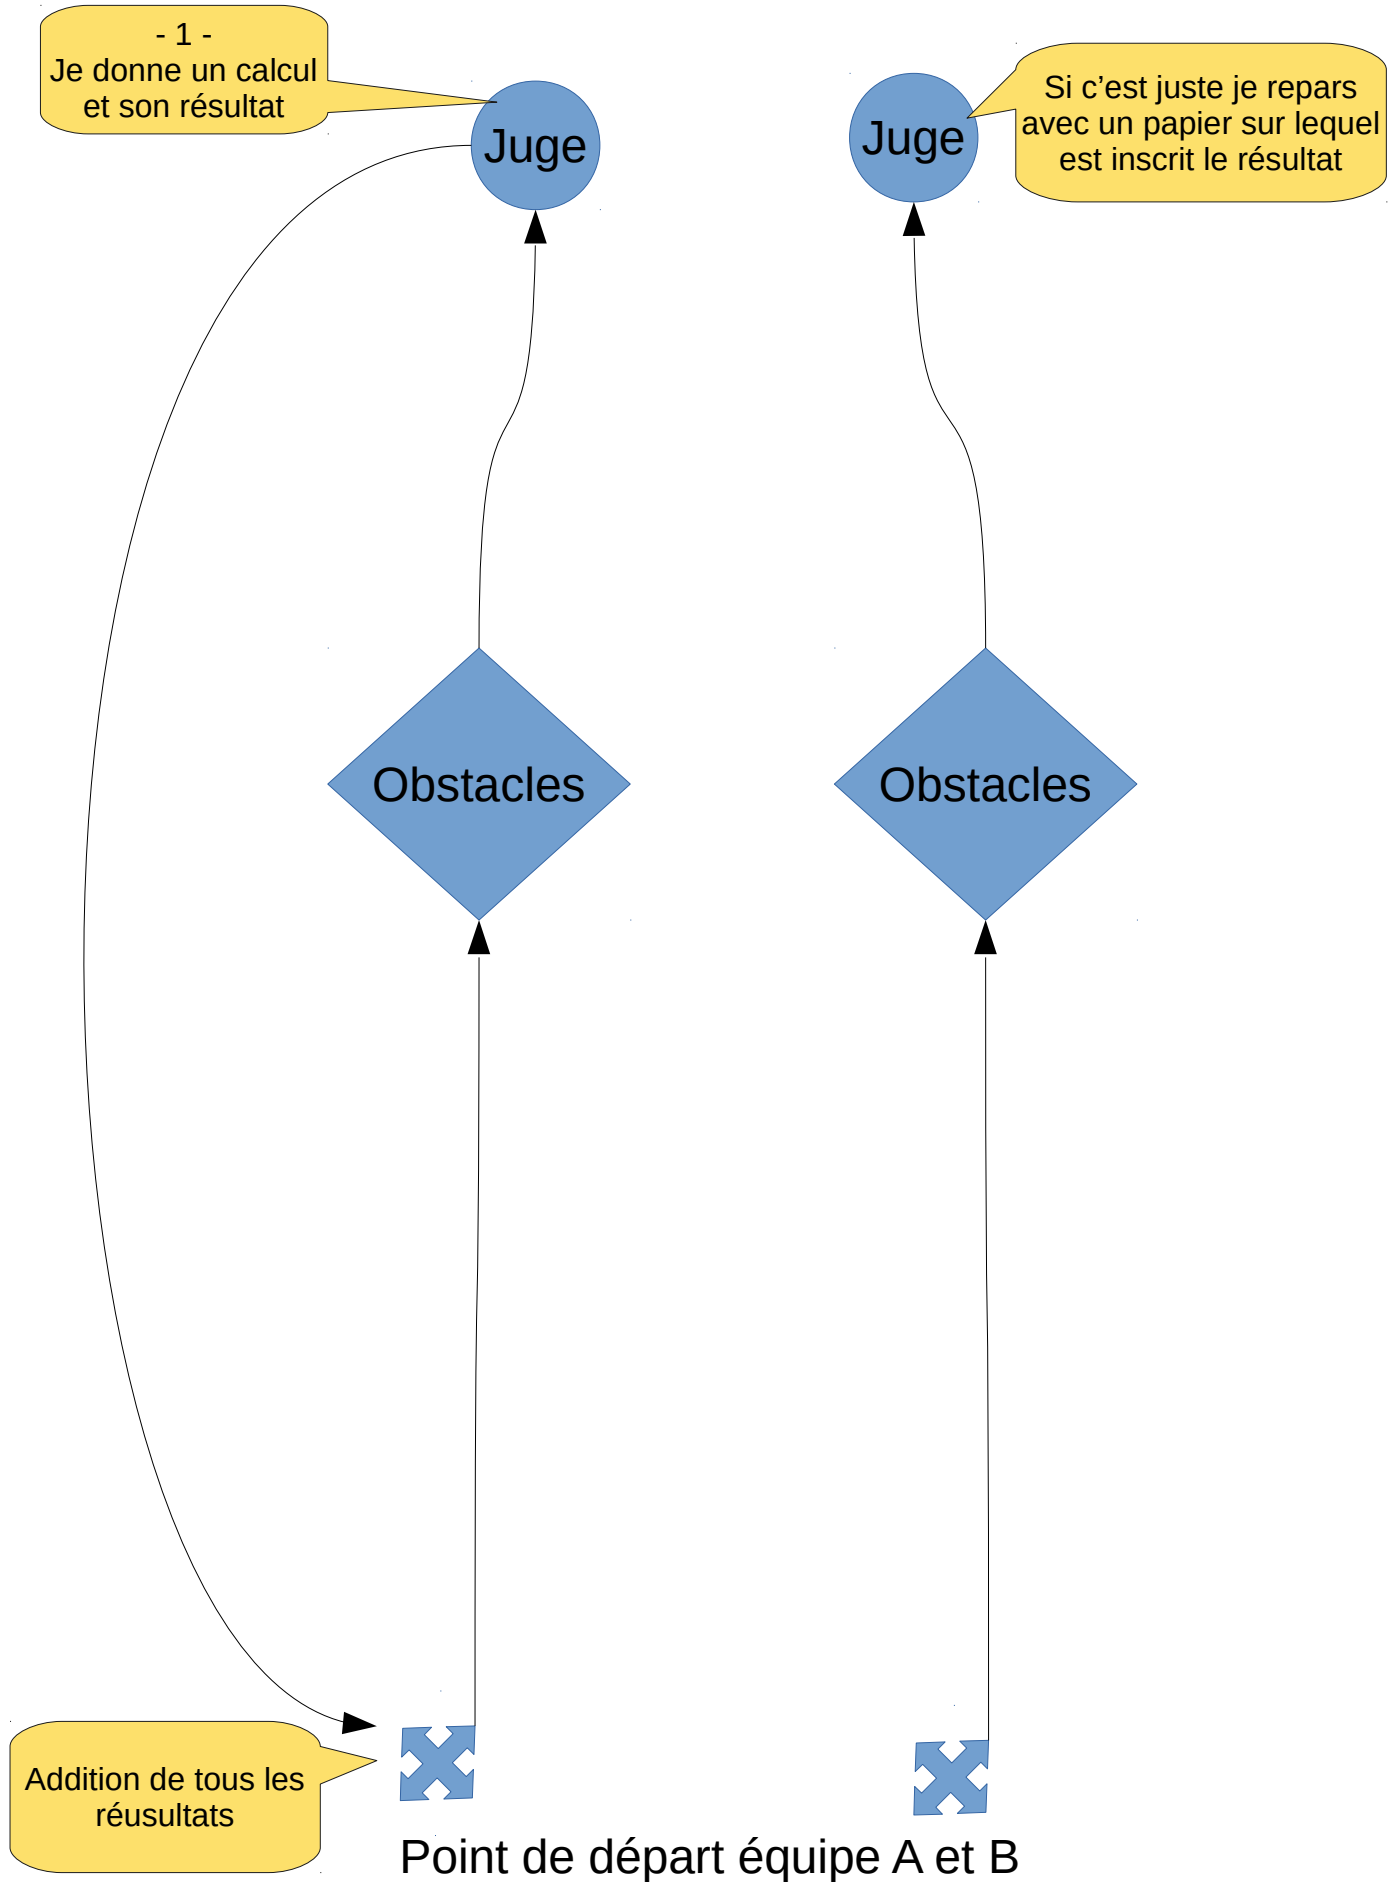 - 1 -
Je donne un calcul
et son résultat
Juge
Juge
Si c’est juste je repars
avec un papier sur lequel
est inscrit le résultat
Obstacles
Obstacles
Addition de tous les
réusultats
Point de départ équipe A et B